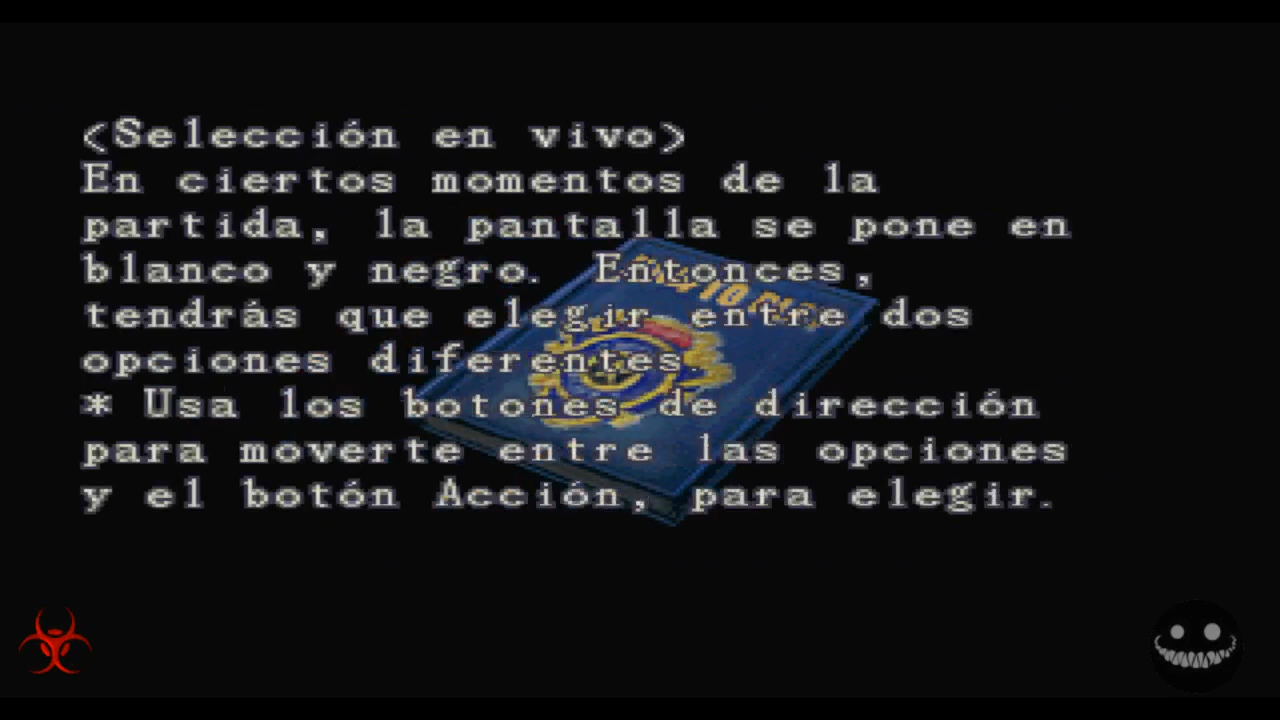 <Selección en vivo>
En ciertos momentos de la
partida, la pantalla se pone en
blanco y negro. Entonces,
tendrás que elegir entre dos
opciones diferentes.
* Usa los botones de dirección
para moverte entre las opciones
y el botón Acción, para elegir.